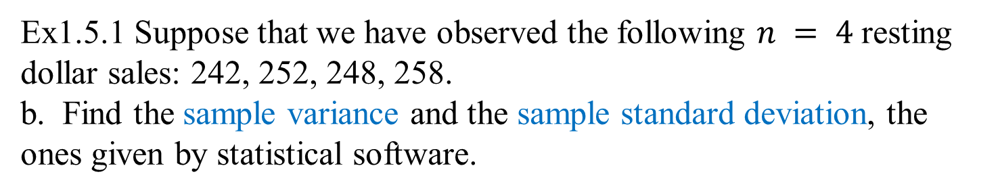 Ex1.5.1 Suppose that we have observed the following n = 4 resting
dollar sales: 242, 252, 248, 258.
b. Find the sample variance and the sample standard deviation, the
ones given by statistical software.